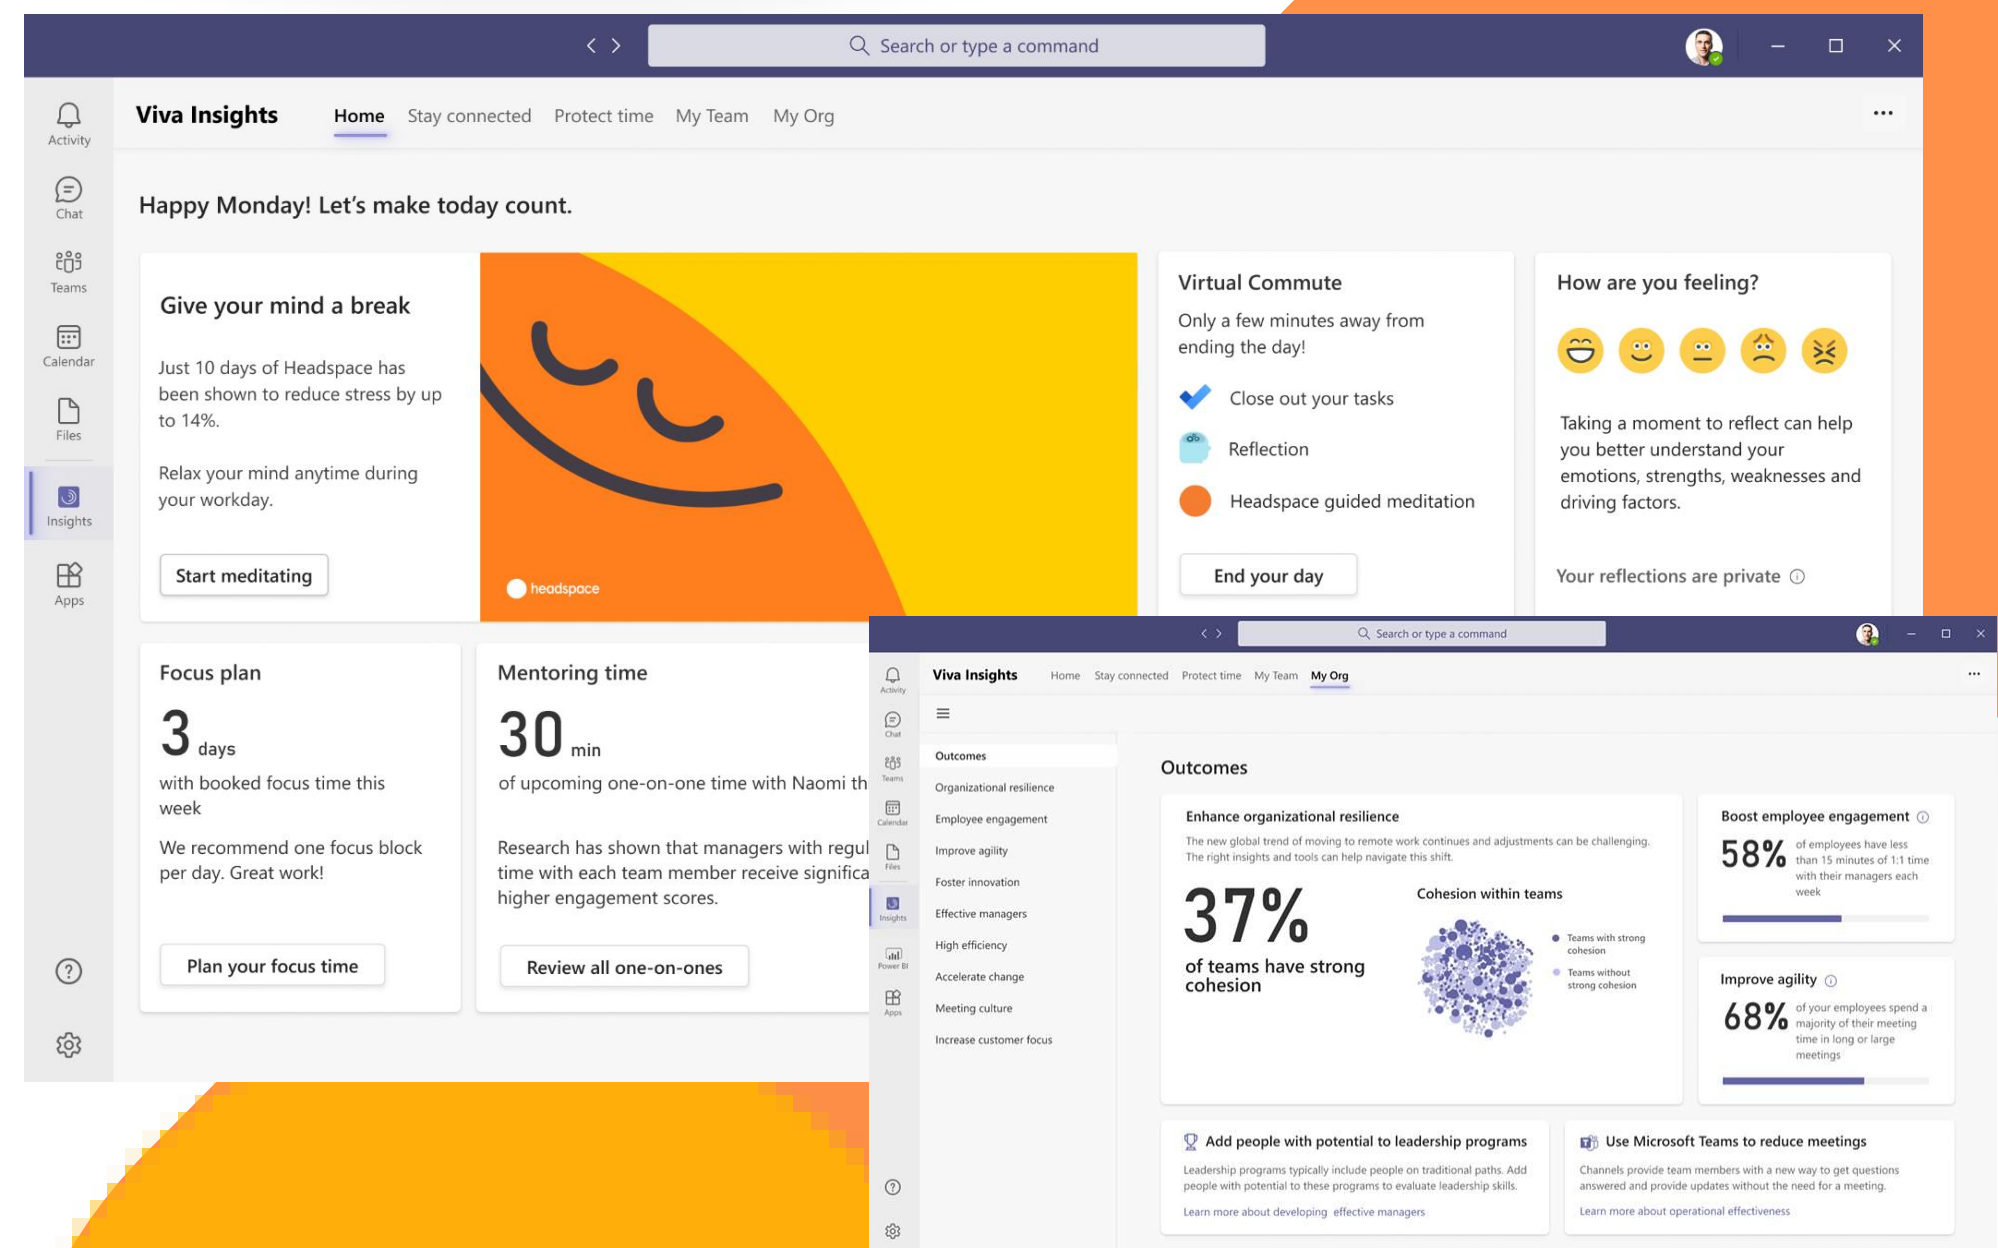 Search or type a command
Activity
Chat
Teams
Calendar
Files
Insights
Apps
Viva Insights
Home
Stay connected
Protect time
My Team
My Org
Happy Monday! Let's make today count.
Give your mind a break
Just 10 days of Headspace has
been shown to reduce stress by up
to 14%.
Relax your mind anytime during
your workday.
Start meditating
headspace
Virtual Commute
Only a few minutes away from
ending the day!
Close out your tasks
Reflection
Headspace guided meditation
End your day
How are you feeling?
Taking a moment to reflect can help
you better understand your
emotions, strengths, weaknesses and
driving factors.
Your reflections are private
Focus plan
3 days
with booked focus time this
week
We recommend one focus block
per day. Great work!
Plan your focus time
Mentoring time
30 min
of upcoming one-on-one time with Naomi th
Research has shown that managers with regul
time with each team member receive significa
higher engagement scores.
Review all one-on-ones
Search or type a command
Activity
Chat
Teams
Calendar
Files
Insights
Power BI
Apps
Viva Insights
Home
Stay connected
Protect time
My Team
My Org
Outcomes
Organizational resilience
Employee engagement
Improve agility
Foster innovation
Effective managers
High efficiency
Accelerate change
Meeting culture
Increase customer focus
Outcomes
Enhance organizational resilience
The new global trend of moving to remote work continues and adjustments can be challenging.
The right insights and tools can help navigate this shift.
37%
of teams have strong
cohesion
Cohesion within teams
Teams with strong
cohesion
Teams without
strong cohesion
Boost employee engagement
58%
of employees have less
than 15 minutes of 1:1 time
with their managers each
week
Improve agility
68%
of your employees spend a
majority of their meeting
time in long or large
meetings
Add people with potential to leadership programs
Leadership programs typically include people on traditional paths. Add
people with potential to these programs to evaluate leadership skills.
Learn more about developing effective managers
Use Microsoft Teams to reduce meetings
Channels provide team members with a new way to get questions
answered and provide updates without the need for a meeting.
Learn more about operational effectiveness